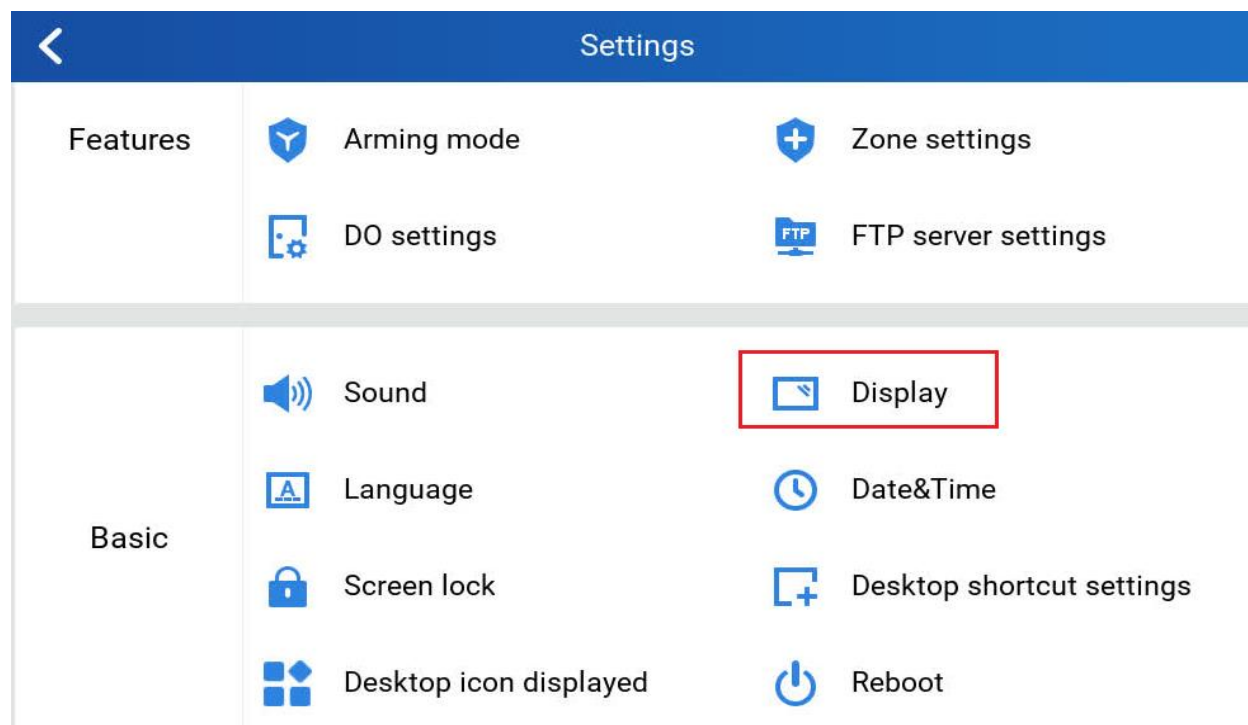 Settings
Features
Arming mode
Zone settings
DO settings
FTP
FTP server settings
Basic
Sound
Display
A
Language
Date&Time
Screen lock
Desktop shortcut settings
Desktop icon displayed
Reboot